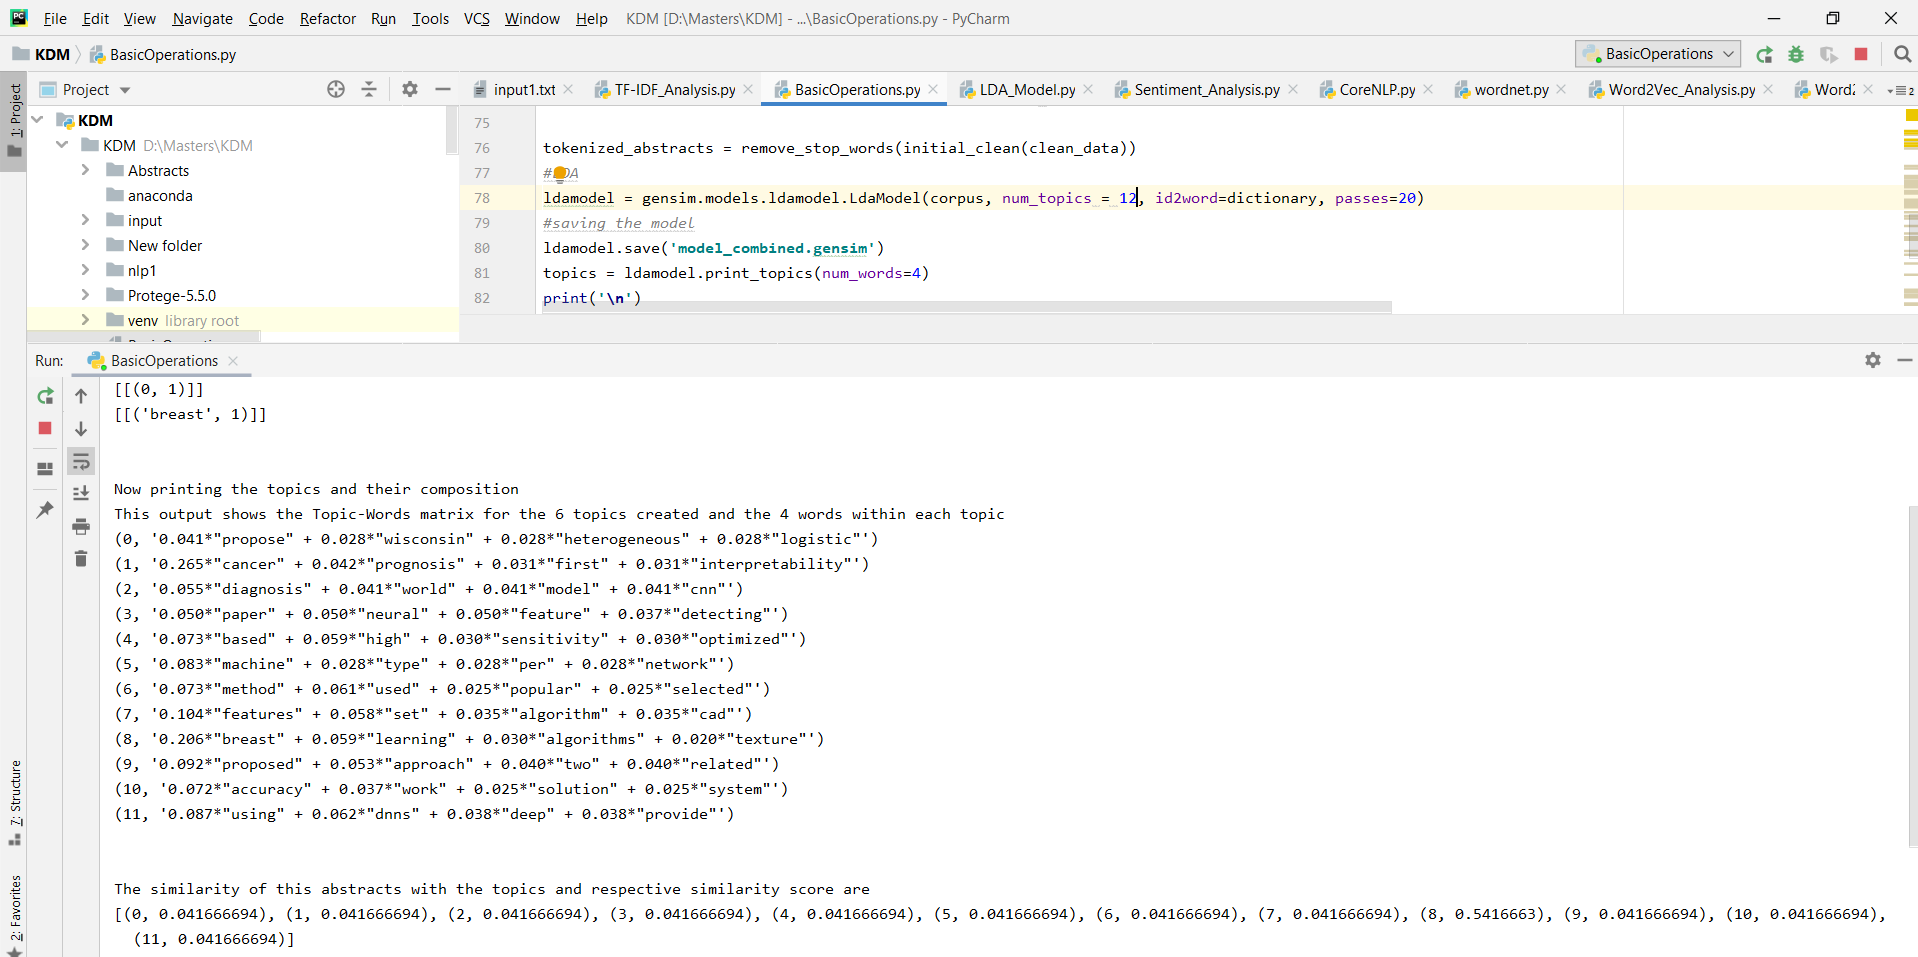 File Edit View Navigate Code Refactor Run Tools VCS Window Help KDM [D:\Masters\KDM] - ...\BasicOperations.py - PyCharm
KDM BasicOperations.py BasicOperations
1: Project
Project input1.txt TF-IDF_Analysis.py BasicOperations.py LDA_Model.py Sentiment_Analysis.py CoreNLP.py wordnet.py Word2Vec_Analysis.py Word2 2
KDM
KDM D:\Masters\KDM
Abstracts
anaconda
input
New folder
nlp1
Protege-5.5.0
venv library root
75
76 tokenized_abstracts = remove_stop_words(initial_clean(clean_data))
77 #LDA
78 ldamodel = gensim.models.ldamodel.LdaModel(corpus, num_topics = 12, id2word=dictionary, passes=20)
79 #saving the model
80 ldamodel.save('model_combined.gensim')
81 topics = ldamodel.print_topics(num_words=4)
82 print('\n')
Run: BasicOperations
[[(0, 1)]]
[[('breast', 1)]]
Now printing the topics and their composition
This output shows the Topic-Words matrix for the 6 topics created and the 4 words within each topic
(0, '0.041*"propose" + 0.028*"wisconsin" + 0.028*"heterogeneous" + 0.028*"logistic"')
(1, '0.265*"cancer" + 0.042*"prognosis" + 0.031*"first" + 0.031*"interpretability"')
(2, '0.055*"diagnosis" + 0.041*"world" + 0.041*"model" + 0.041*"cnn"')
(3, '0.050*"paper" + 0.050*"neural" + 0.050*"feature" + 0.037*"detecting"')
(4, '0.073*"based" + 0.059*"high" + 0.030*"sensitivity" + 0.030*"optimized"')
(5, '0.083*"machine" + 0.028*"type" + 0.028*"per" + 0.028*"network"')
(6, '0.073*"method" + 0.061*"used" + 0.025*"popular" + 0.025*"selected"')
(7, '0.104*"features" + 0.058*"set" + 0.035*"algorithm" + 0.035*"cad"')
(8, '0.206*"breast" + 0.059*"learning" + 0.030*"algorithms" + 0.020*"texture"')
(9, '0.092*"proposed" + 0.053*"approach" + 0.040*"two" + 0.040*"related"')
(10, '0.072*"accuracy" + 0.037*"work" + 0.025*"solution" + 0.025*"system"')
(11, '0.087*"using" + 0.062*"dnns" + 0.038*"deep" + 0.038*"provide"')
The similarity of this abstracts with the topics and respective similarity score are
[(0, 0.041666694), (1, 0.041666694), (2, 0.041666694), (3, 0.041666694), (4, 0.041666694), (5, 0.041666694), (6, 0.041666694), (7, 0.041666694), (8, 0.5416663), (9, 0.041666694), (10, 0.041666694),
(11, 0.041666694)]
7: Structure
2: Favorites